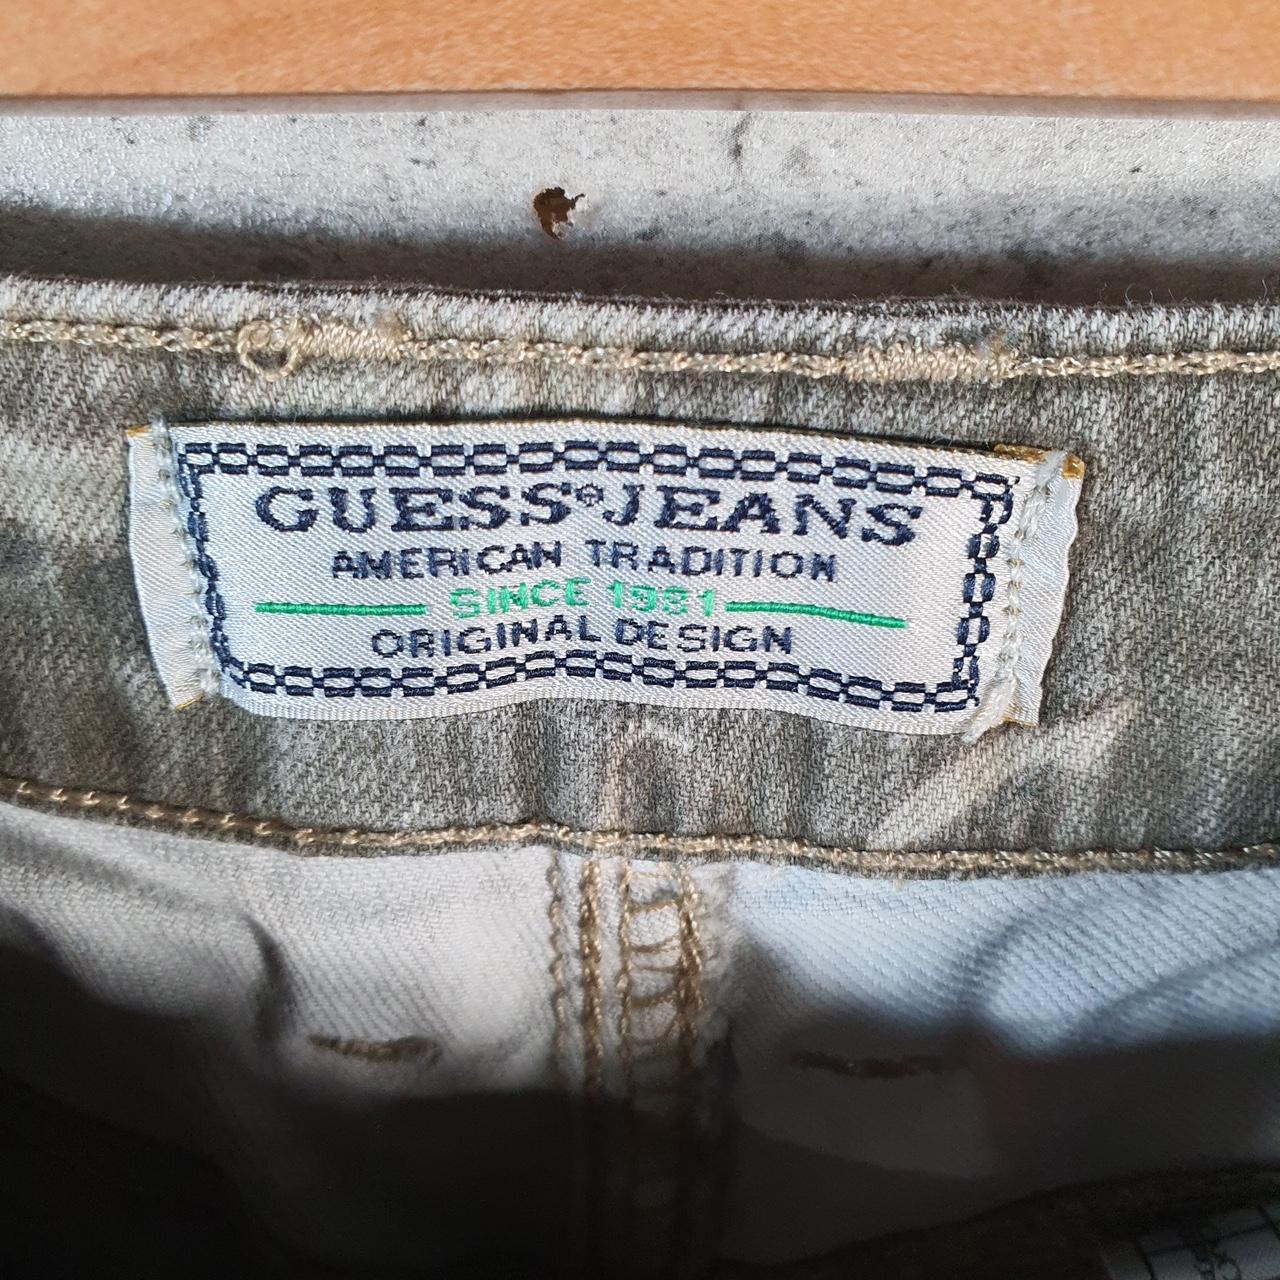 GUESS® JEANS
AMERICAN TRADITION
SINCE 1981
ORIGINAL DESIGN